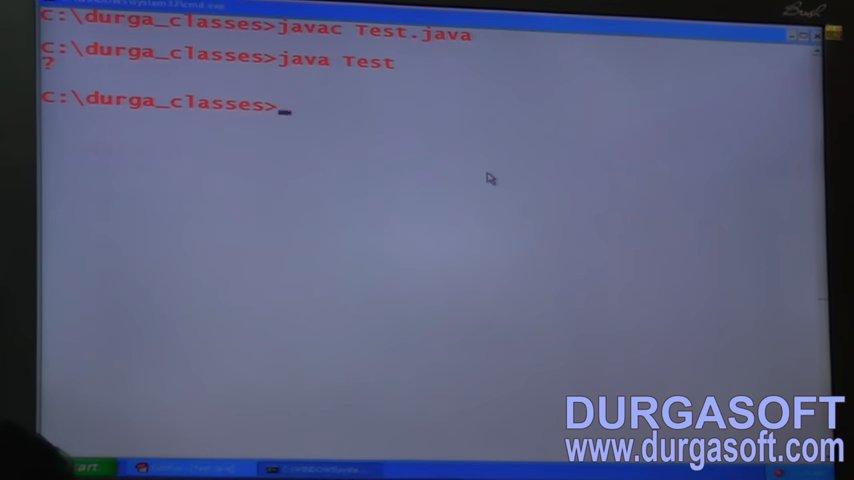 C:\durga_classes>javac Test.java
C:\durga_classes>java Test
?
C:\durga_classes>_
DURGASOFT
www.durgasoft.com